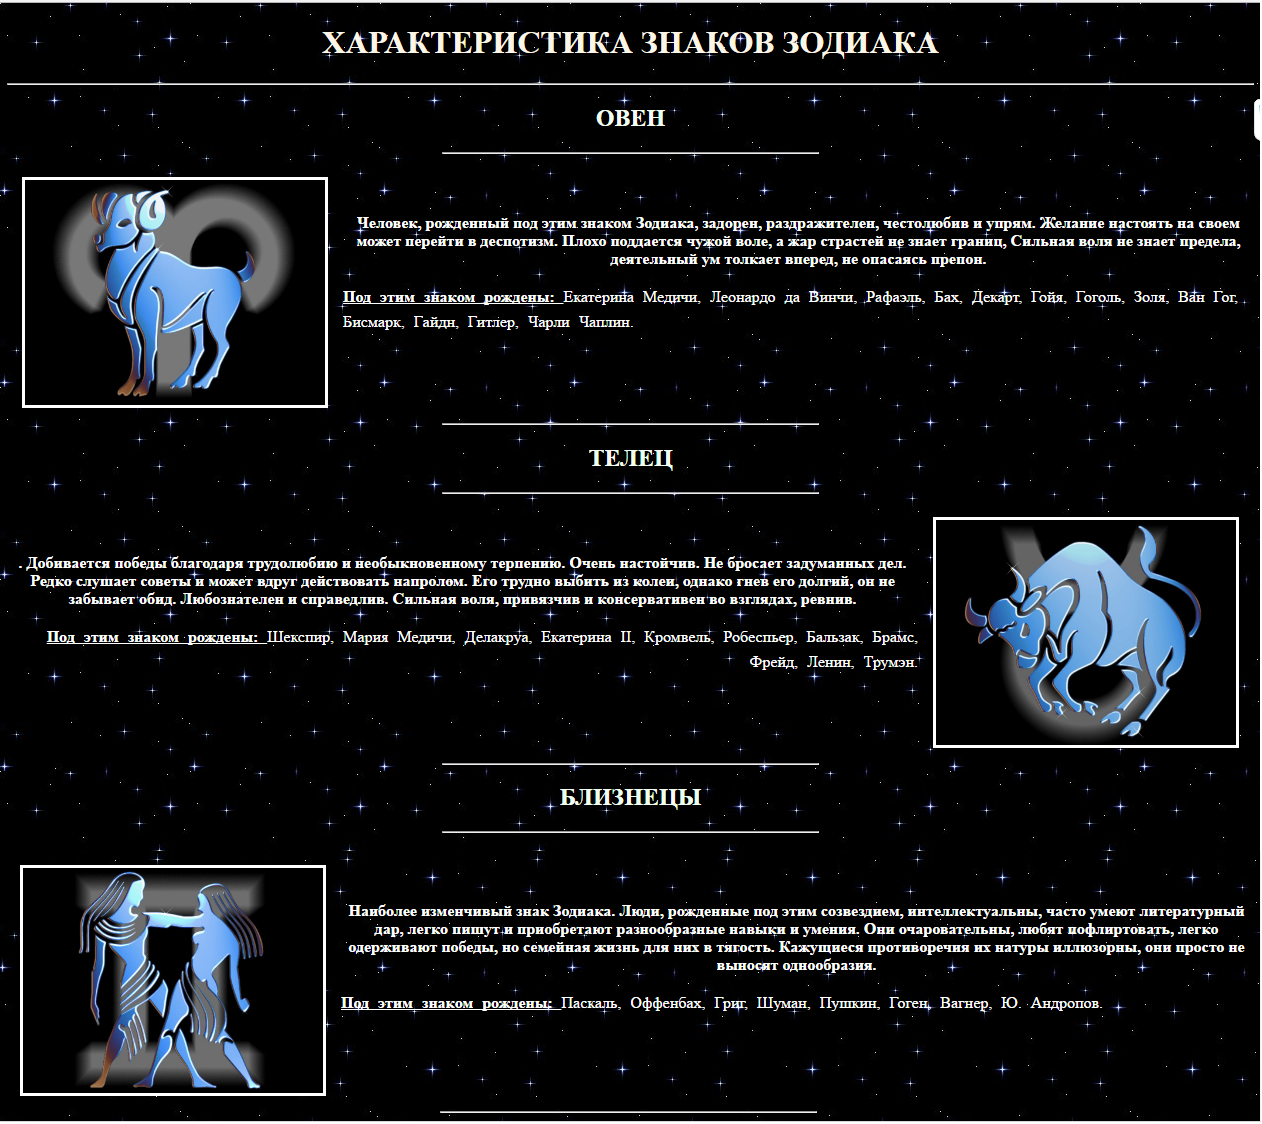 ХАРАКТЕРИСТИКА ЗНАКОВ ЗОДИАКА
ОВЕН
Человек, рожденный под этим знаком Зодиака, задорен, раздражителен, честолюбив и упрям. Желание настоять на своем
может перейти в деспотизм. Плохо поддается чужой воле, а жар страстей не знает границ, Сильная воля не знает предела,
деятельный ум толкает вперед, не опасаясь препон.
Под этим знаком рождены: Екатерина Медичи, Леонардо да Винчи, Рафаэль, Бах, Декарт, Гойя, Гоголь, Золя, Ван Гог,
Бисмарк, Гайдн, Гитлер, Чарли Чаплин.
ТЕЛЕЦ
. Добивается победы благодаря трудолюбию и необыкновенному терпению. Очень настойчив. Не бросает задуманных дел.
Редко слушает советы и может вдруг действовать напролом. Его трудно выбить из колеи, однако гнев его долгий, он не
забывает обид. Любознателен и справедлив. Сильная воля, привязчив и консервативен во взглядах, ревнив.
Под этим знаком рождены: Шекспир, Мария Медичи, Делакруа, Екатерина II, Кромвель, Робеспьер, Бальзак, Брамс,
Фрейд, Ленин, Трумэн.
БЛИЗНЕЦЫ
Наиболее изменчивый знак Зодиака. Люди, рожденные под этим созвездием, интеллектуальны, часто умеют литературный
дар, легко пишут и приобретают разнообразные навыки и умения. Они очаровательны, любят пофлиртовать, легко
одерживают победы, но семейная жизнь для них в тягость. Кажущиеся противоречия их натуры иллюзорны, они просто не
выносят однообразия.
Под этим знаком рождены: Паскаль, Оффенбах, Григ, Шуман, Пушкин, Гоген, Вагнер, Ю. Андропов.